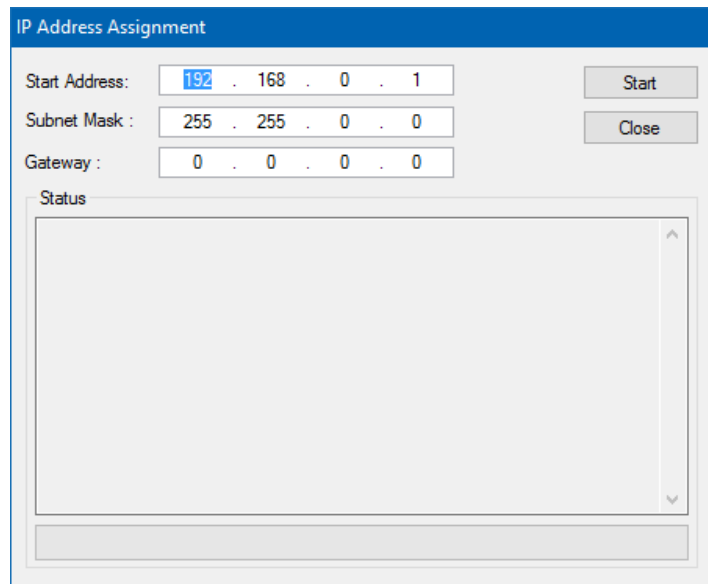 IP Address Assignment
Start Address: 192 . 168 . 0 . 1 Start
Subnet Mask : 255 . 255 . 0 . 0 Close
Gateway : 0 . 0 . 0 . 0
Status